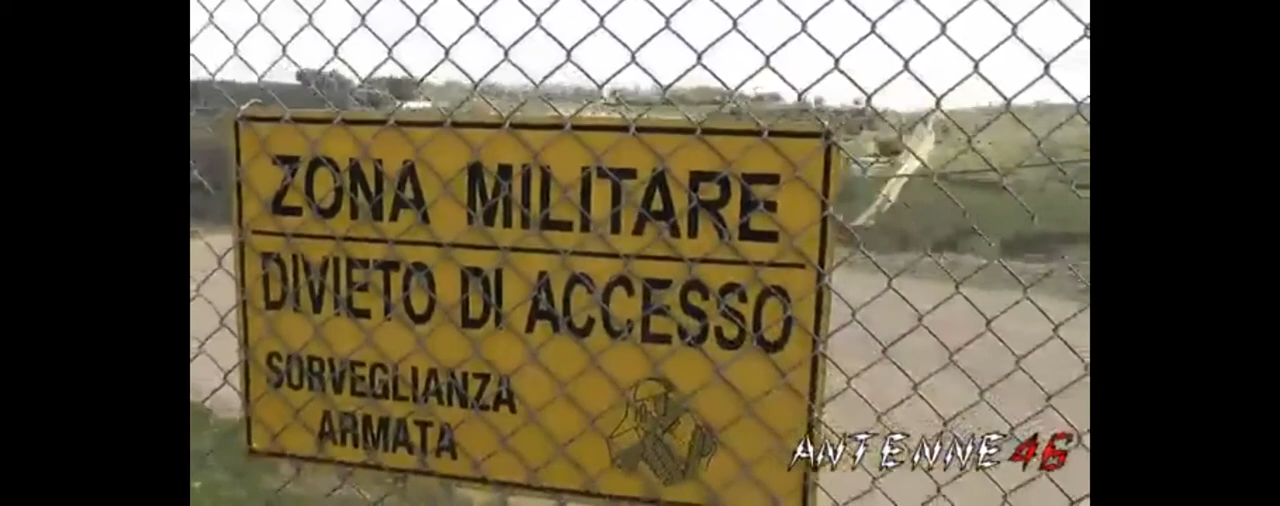 ZONA MILITARE
DIVIETO DI ACCESSO
SORVEGLIANZA
ARMATA
ANTENNE 46